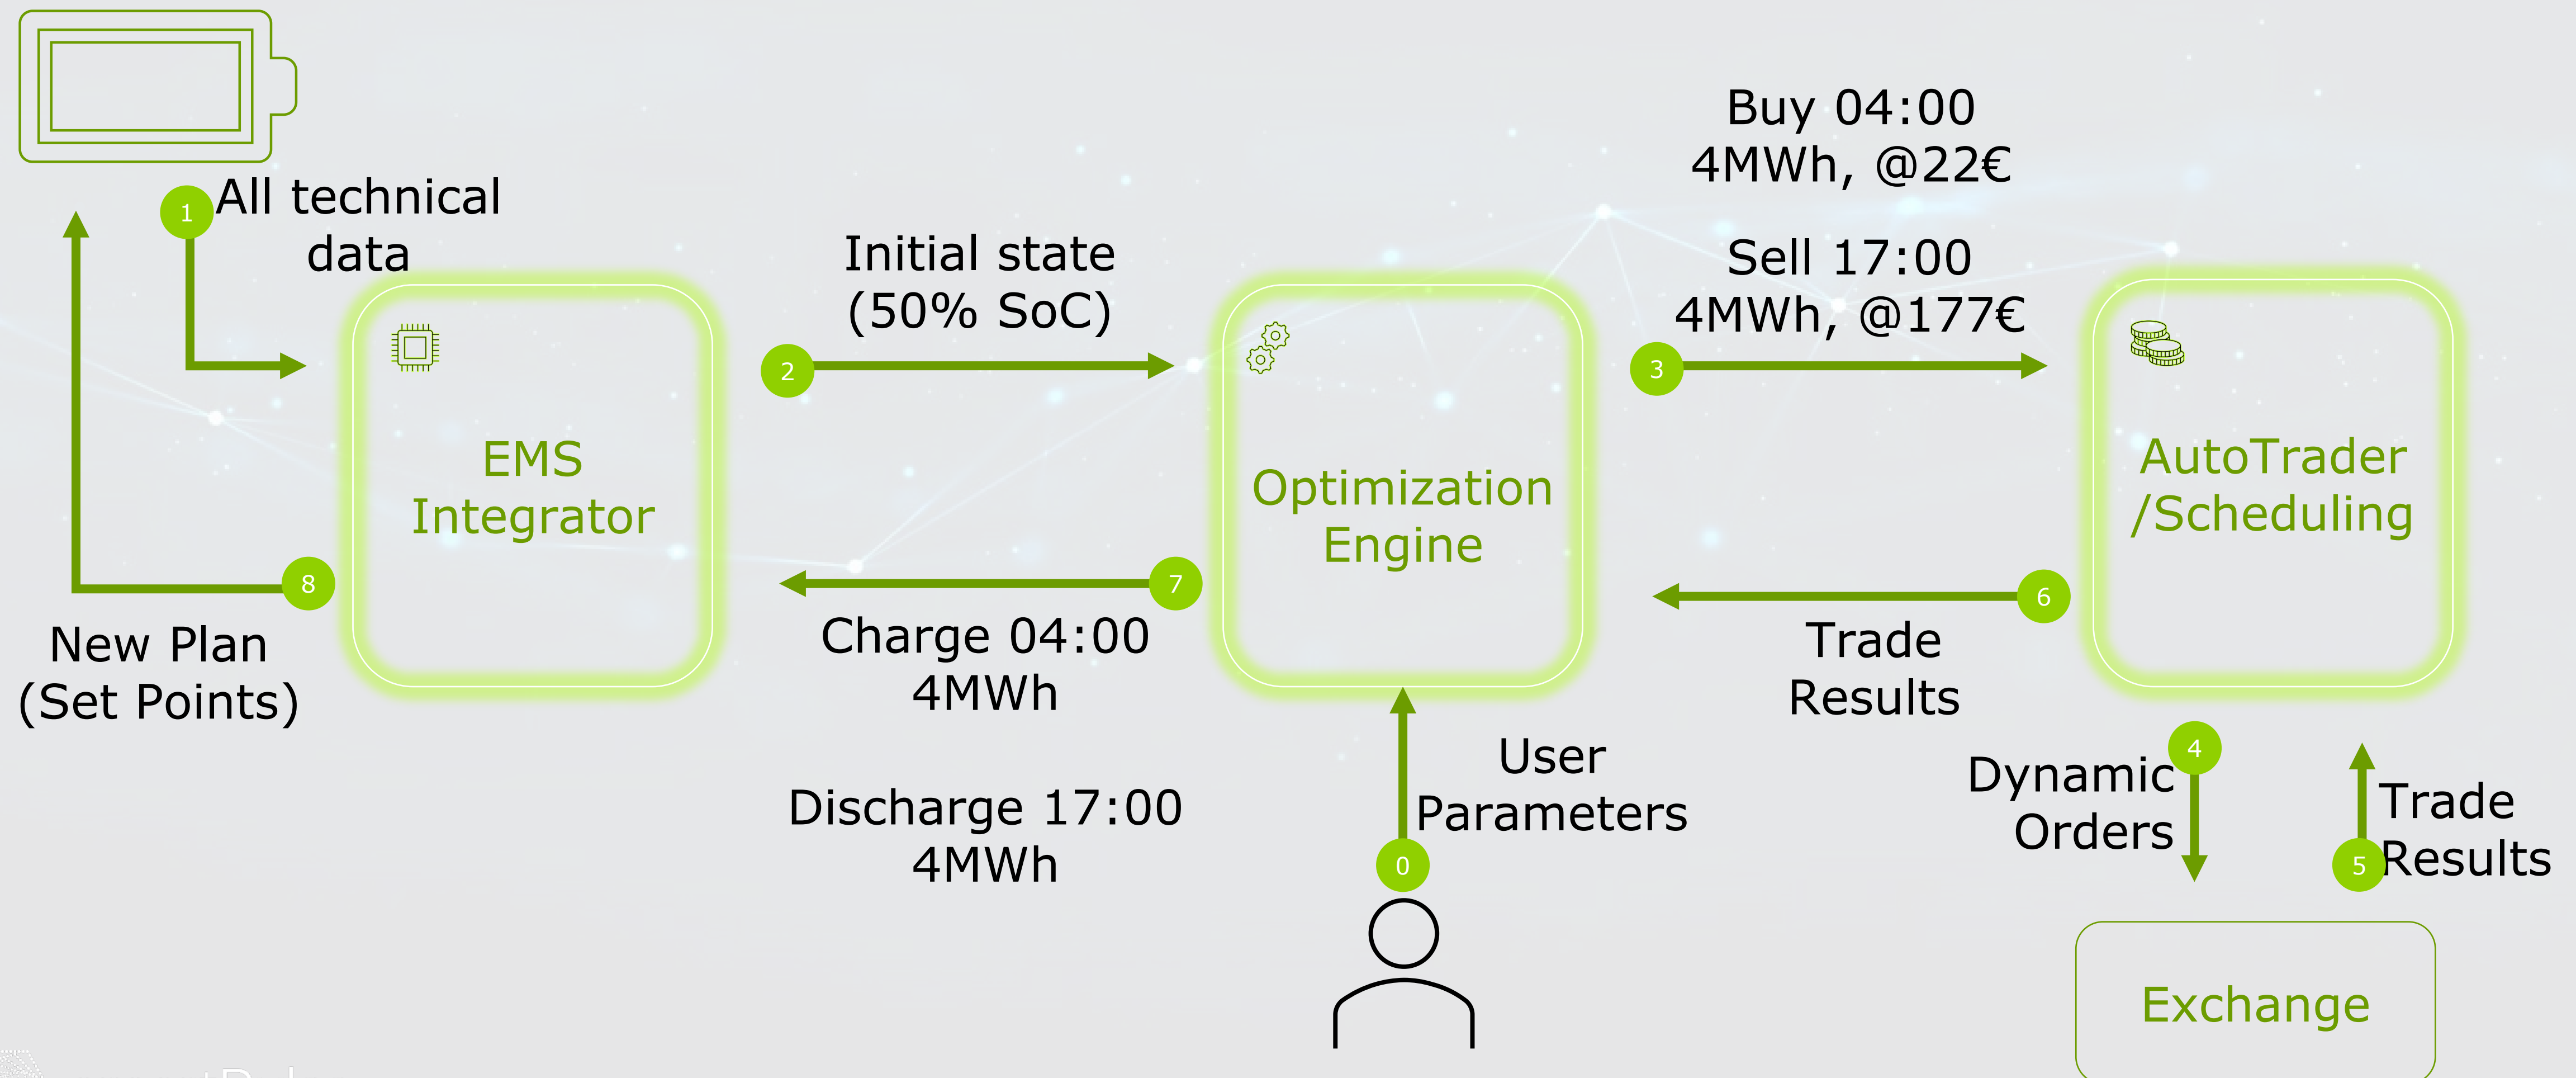 1
All technical
data
Initial state
(50% SoC)
2
Buy 04:00
4MWh, @22€
Sell 17:00
4MWh, @177€
3
EMS
Integrator
Optimization
Engine
AutoTrader
/Scheduling
8
New Plan
(Set Points)
7
Charge 04:00
4MWh
Discharge 17:00
4MWh
6
Trade
Results
User
Parameters
0
4
Dynamic
Orders
5
Trade
Results
Exchange